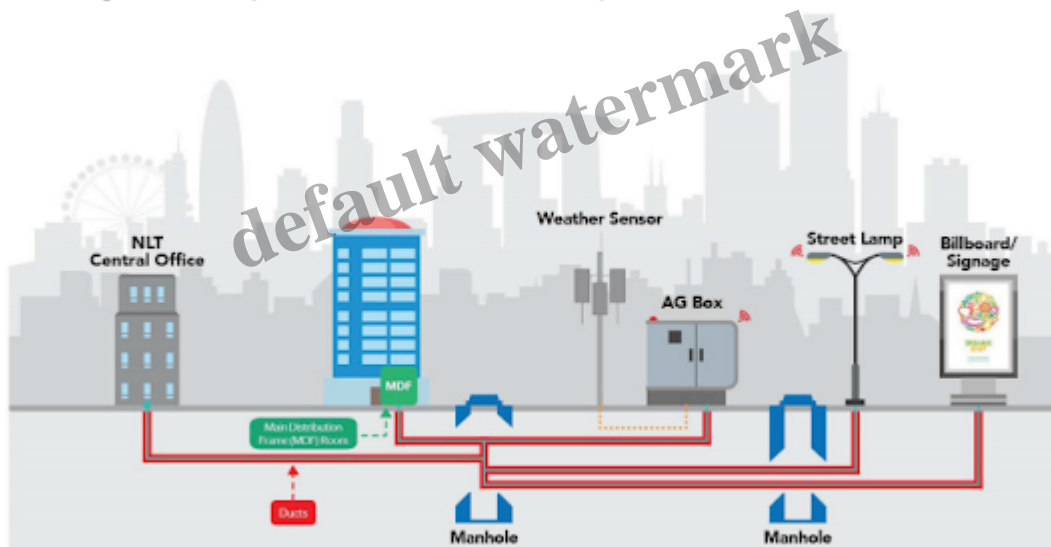 default watermark
NLT
Central Office
Weather Sensor
AG Box
Street Lamp
Billboard/
Signage
MDF
Main Distribution
Frame (MDF) Room
Ducts
Manhole
Manhole